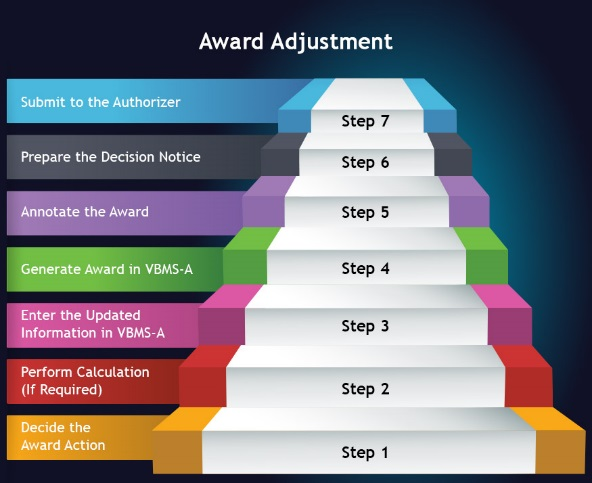 Award Adjustment
Submit to the Authorizer
Step 7
Prepare the Decision Notice
Step 6
Annotate the Award
Step 5
Generate Award in VBMS-A
Step 4
Enter the Updated
Information in VBMS-A
Step 3
Perform Calculation
(If Required)
Step 2
Decide the
Award Action
Step 1